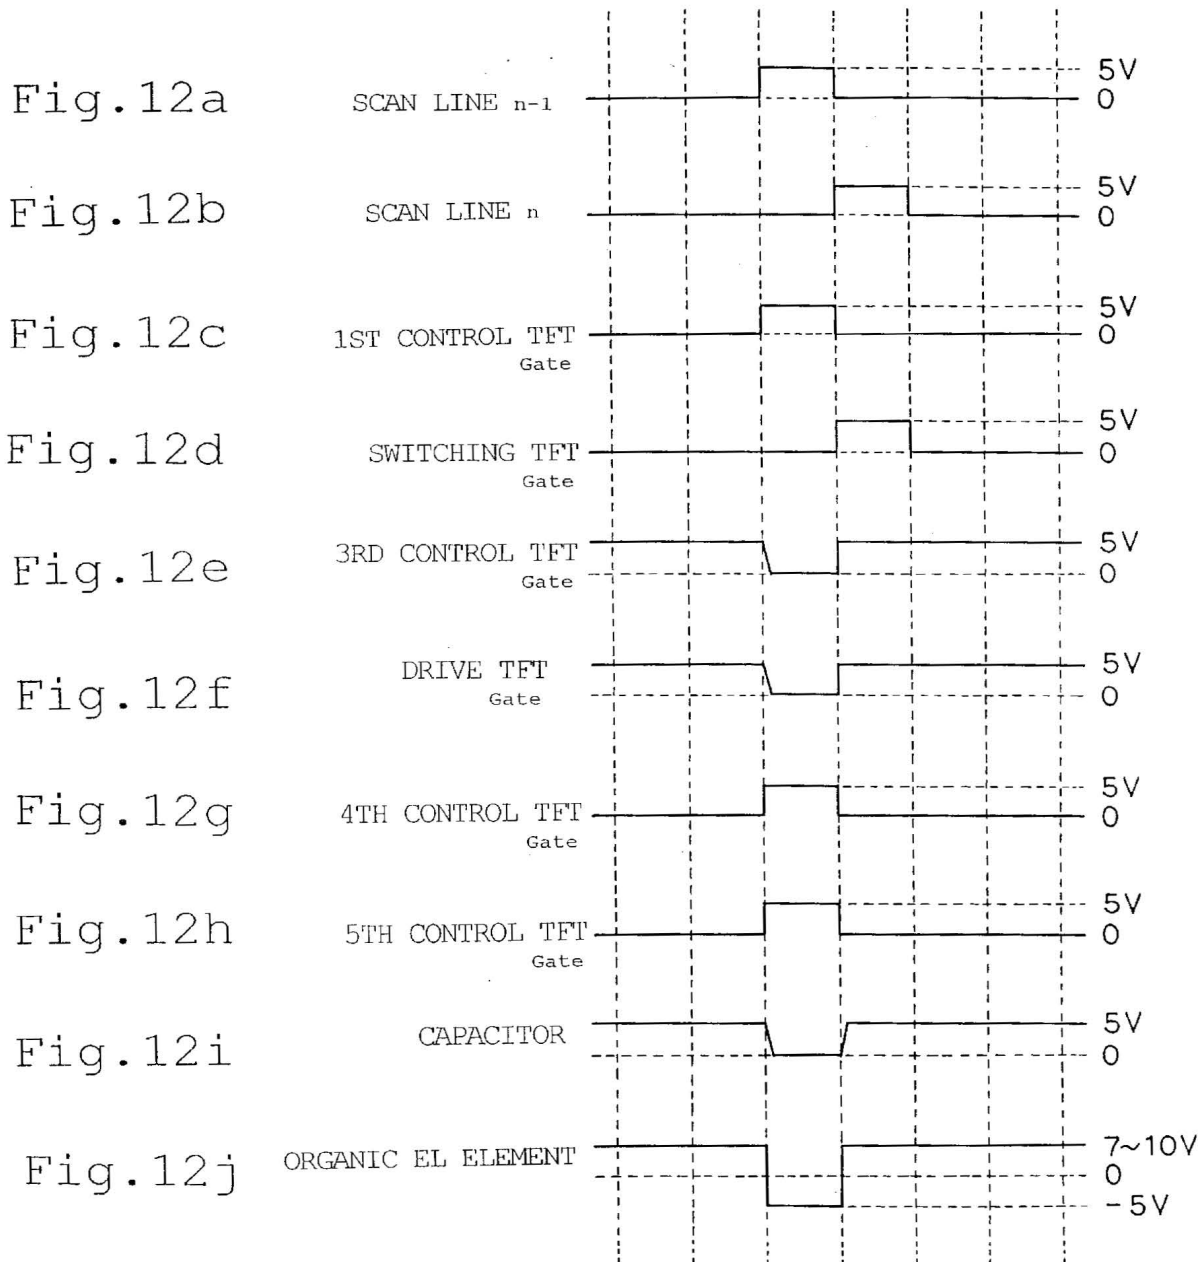 Fig.12a SCAN LINE n-1 5V
0
Fig.12b SCAN LINE n 5V
0
Fig.12c 1ST CONTROL TFT 5V
Gate 0
Fig.12d SWITCHING TFT 5V
Gate 0
Fig.12e 3RD CONTROL TFT 5V
Gate 0
Fig.12f DRIVE TFT 5V
Gate 0
Fig.12g 4TH CONTROL TFT 5V
Gate 0
Fig.12h 5TH CONTROL TFT 5V
Gate 0
Fig.12i CAPACITOR 5V
0
Fig.12j ORGANIC EL ELEMENT 7~10V
0
-5V